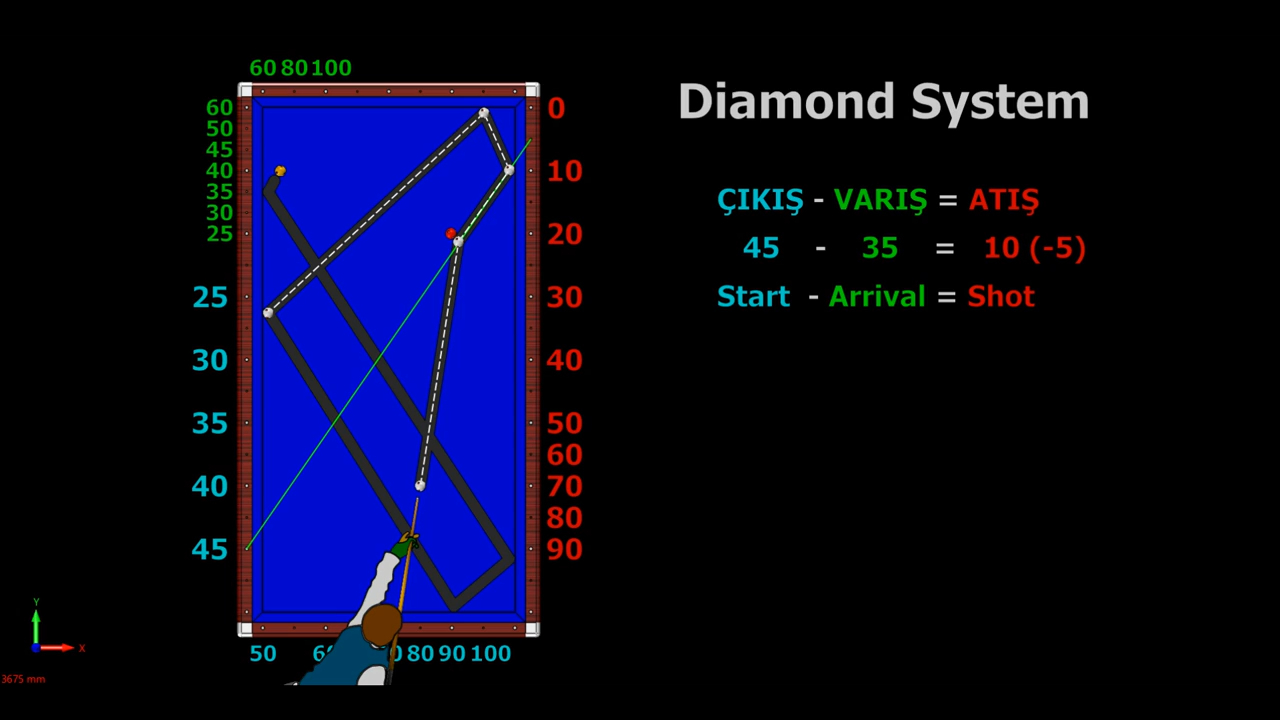 60 80 100
Diamond System
60 0
50
45
40 10
35
30
25 20
ÇIKIŞ - VARIŞ = ATIŞ
45 - 35 = 10 (-5)
Start - Arrival = Shot
25 30
30 40
35 50
60
40 70
80
45 90
Y
X
50 80 90 100
3675 mm